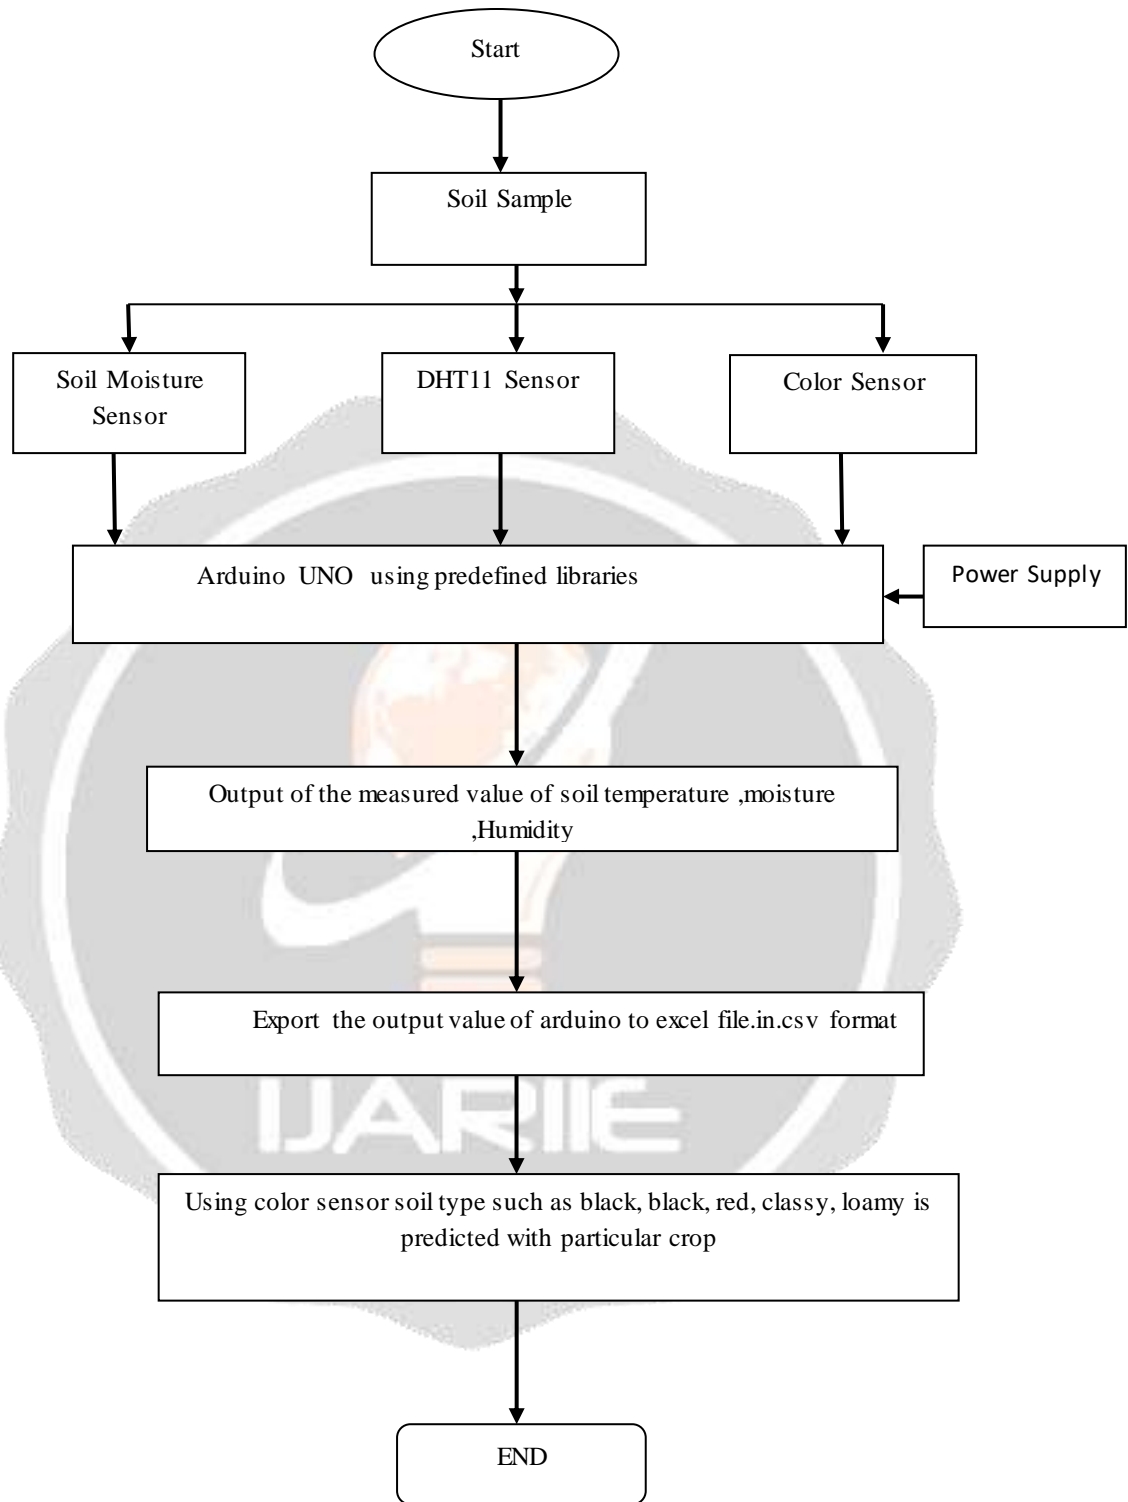 Start
Soil Sample
Soil Moisture
Sensor
DHT11 Sensor
Color Sensor
Arduino UNO using predefined libraries
Power Supply
Output of the measured value of soil temperature ,moisture
,Humidity
Export the output value of arduino to excel file.in.csv format
IJARIIE
Using color sensor soil type such as black, black, red, classy, loamy is
predicted with particular crop
END